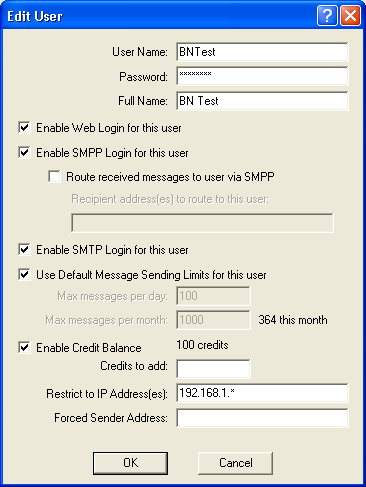 Edit User
User Name: BNTest
Password: ********
Full Name: BN Test
Enable Web Login for this user
Enable SMPP Login for this user
Route received messages to user via SMPP
Recipient address(es) to route to this user:
Enable SMTP Login for this user
Use Default Message Sending Limits for this user
Max messages per day: 100
Max messages per month: 1000 364 this month
Enable Credit Balance 100 credits
Credits to add:
Restrict to IP Address(es): 192.168.1.*
Forced Sender Address:
OK Cancel